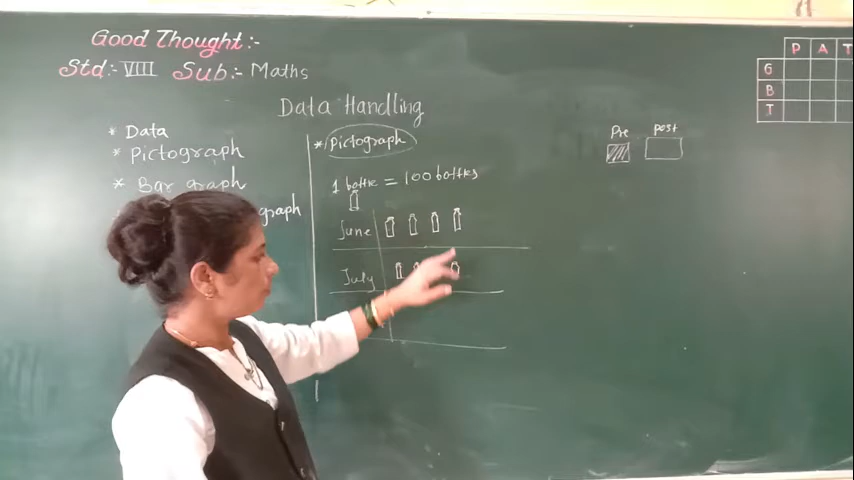 Good Thought:-
Std:- VIII Sub:- Maths
Data Handling
* Data
* Pictograph
* Bar graph
graph
* Pictograph
1 bottle = 100 bottles
June
July
Pre Post
P A T
G
B
T